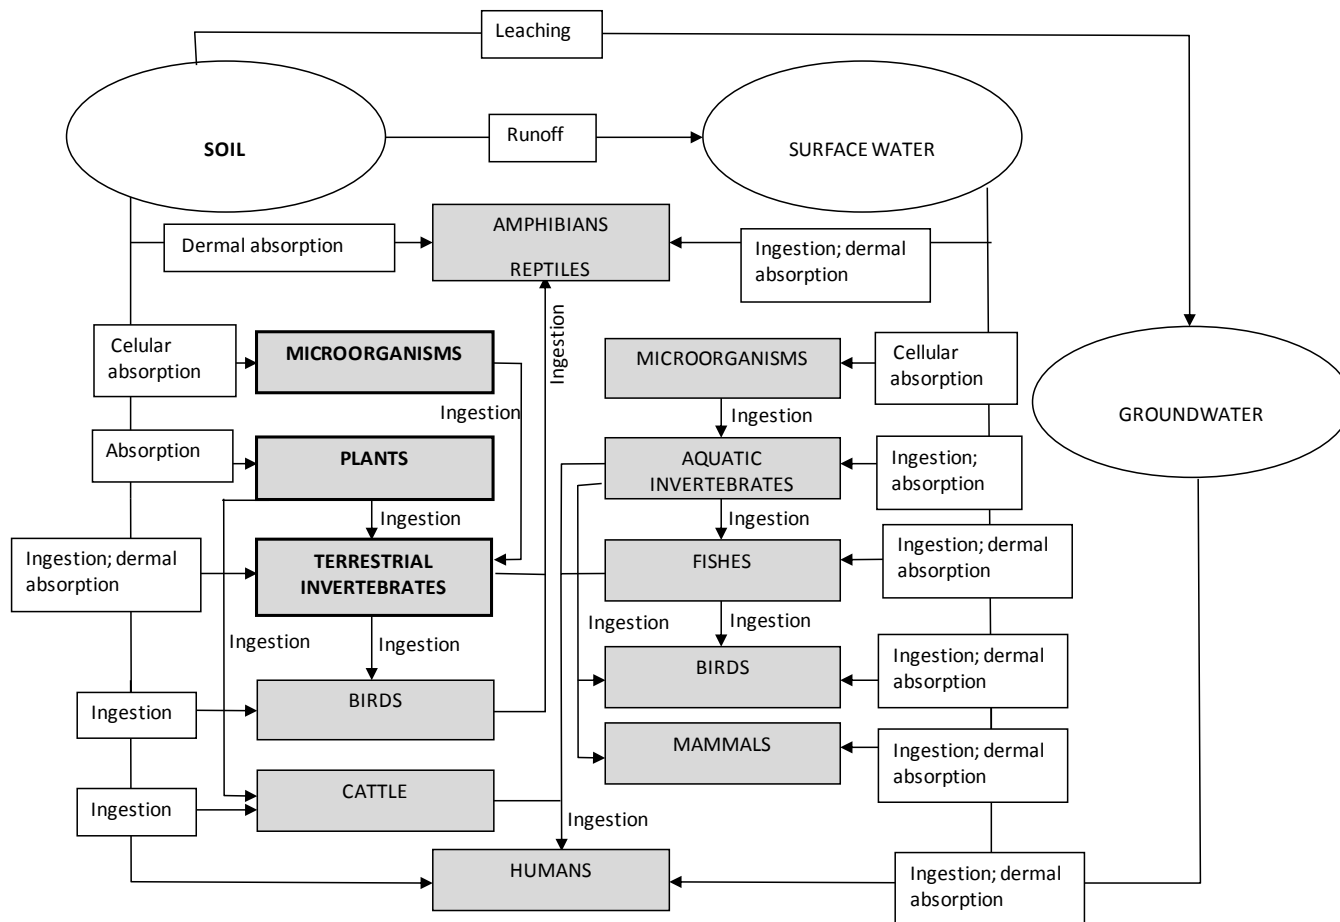 Leaching
SOIL
Runoff
SURFACE WATER
AMPHIBIANS
REPTILES
Dermal absorption
Ingestion; dermal
absorption
Ingestion
Celular
absorption
MICROORGANISMS
Ingestion
MICROORGANISMS
Cellular
absorption
GROUNDWATER
Ingestion
Absorption
PLANTS
AQUATIC
INVERTEBRATES
Ingestion;
absorption
Ingestion
Ingestion
Ingestion; dermal
absorption
TERRESTRIAL
INVERTEBRATES
FISHES
Ingestion; dermal
absorption
Ingestion
Ingestion
Ingestion
Ingestion
BIRDS
Ingestion; dermal
absorption
Ingestion
BIRDS
MAMMALS
Ingestion; dermal
absorption
Ingestion
CATTLE
Ingestion
HUMANS
Ingestion; dermal
absorption